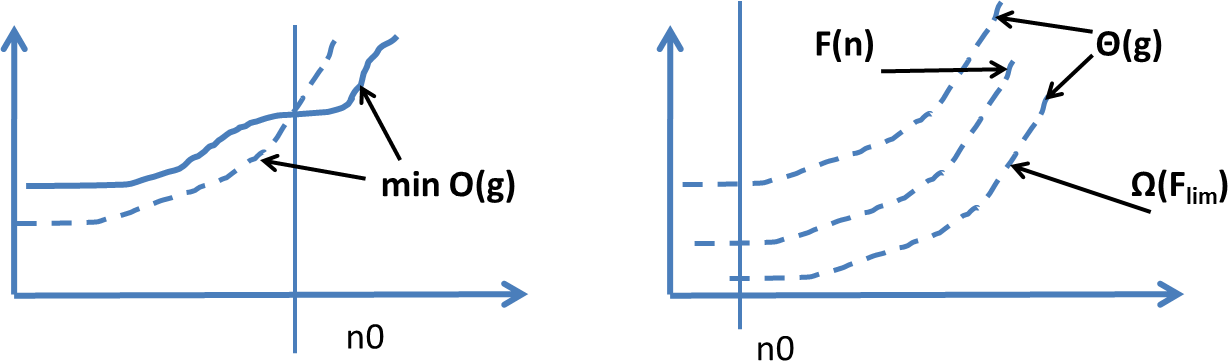 min O(g)
n0
F(n)
Θ(g)
Ω(Flim)
n0